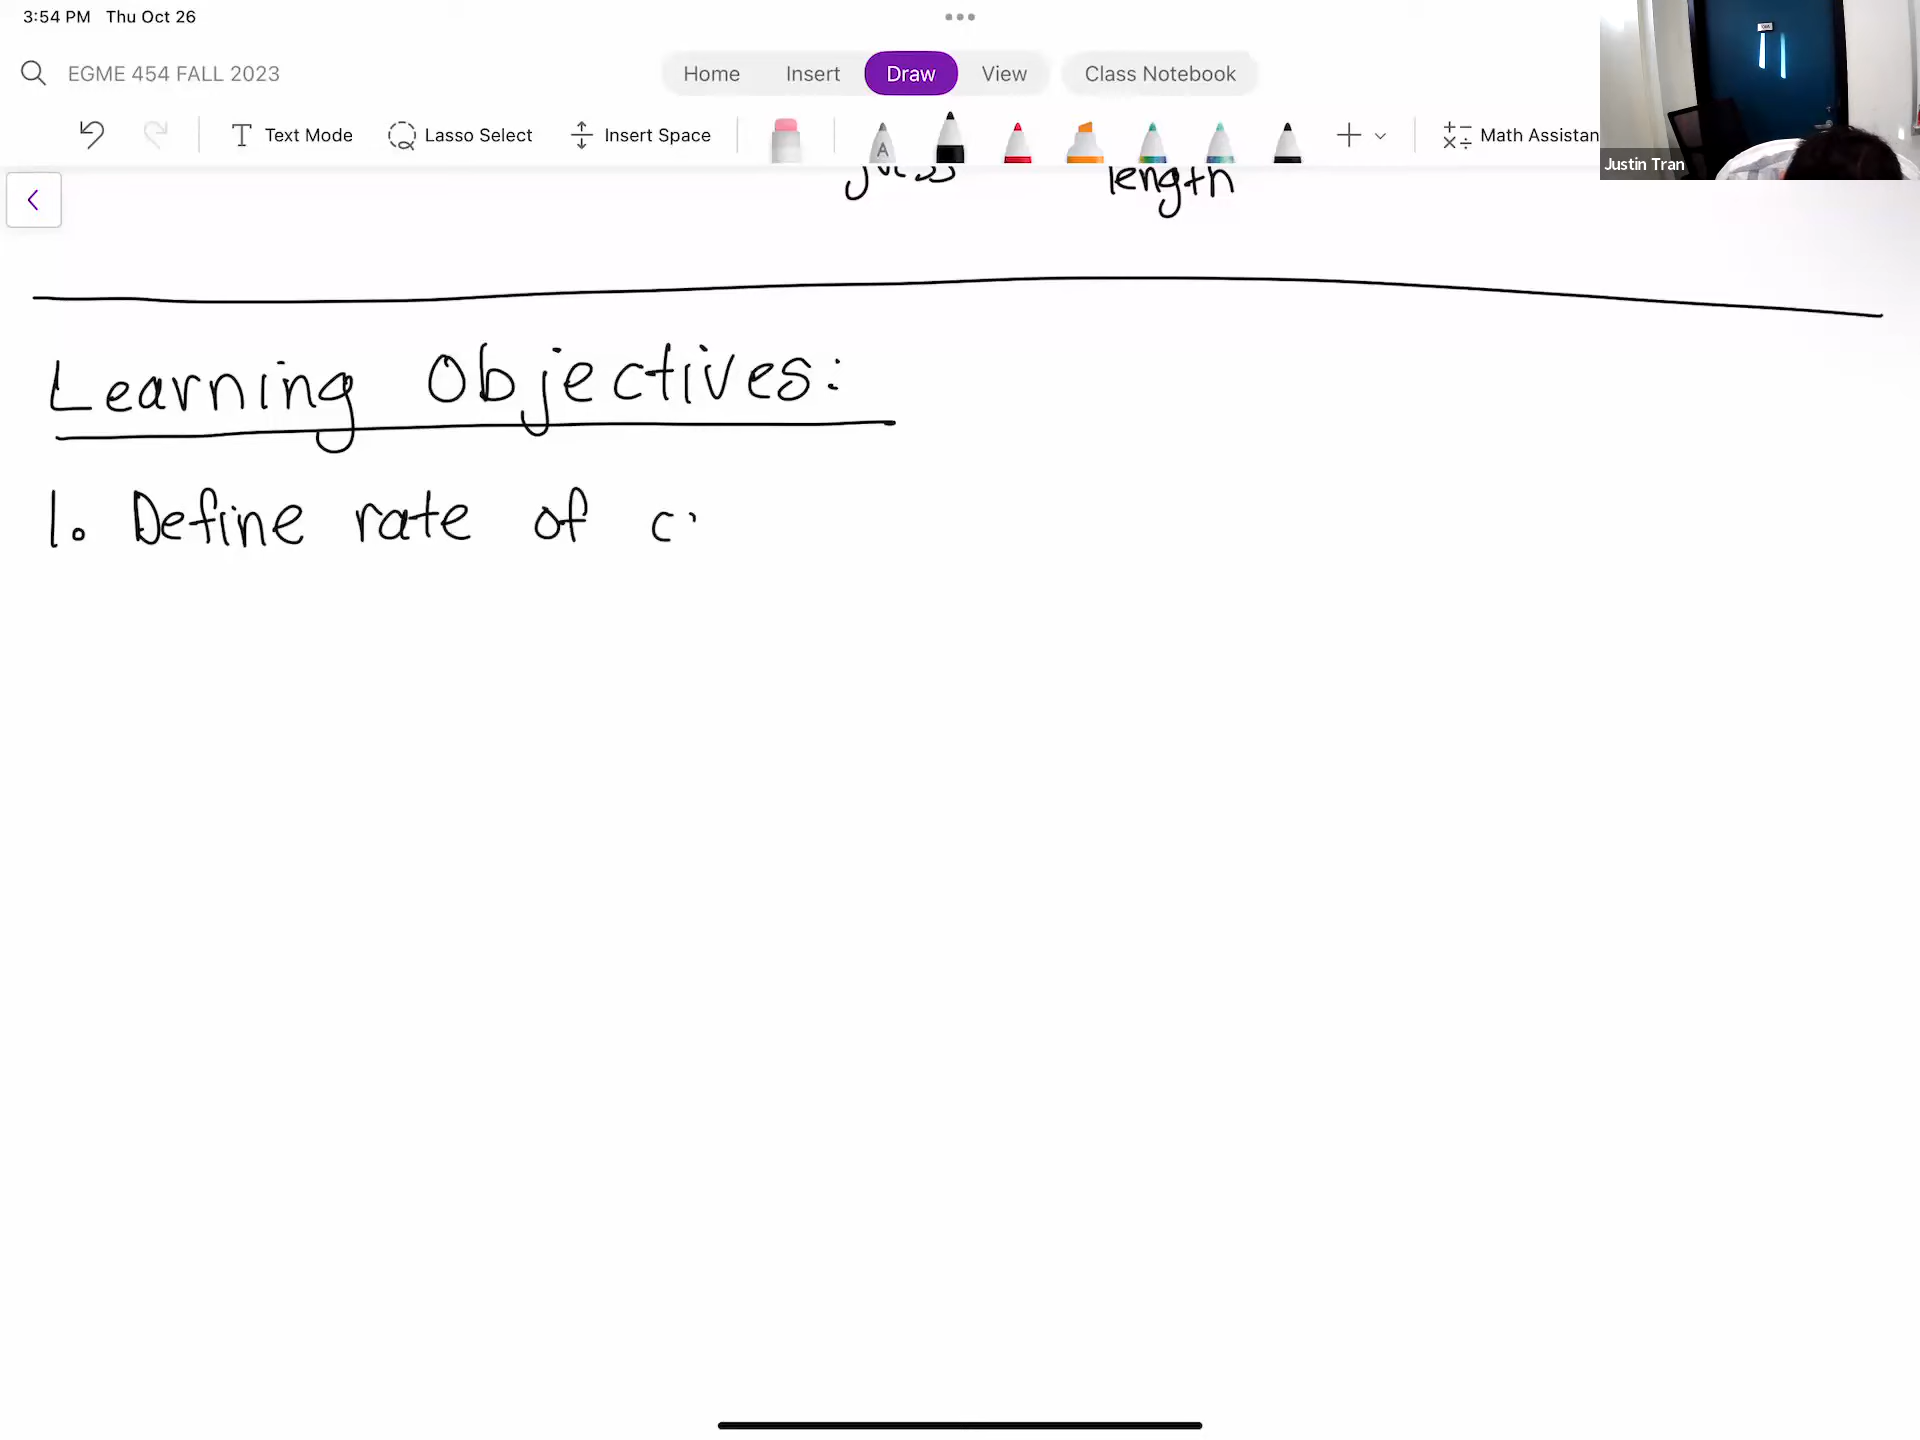 3:54 PM Thu Oct 26
EGME 454 FALL 2023
Home Insert Draw View Class Notebook
Text Mode Lasso Select Insert Space A Math Assistan
Justin Tran
length
Learning Objectives:
1. Define rate of c